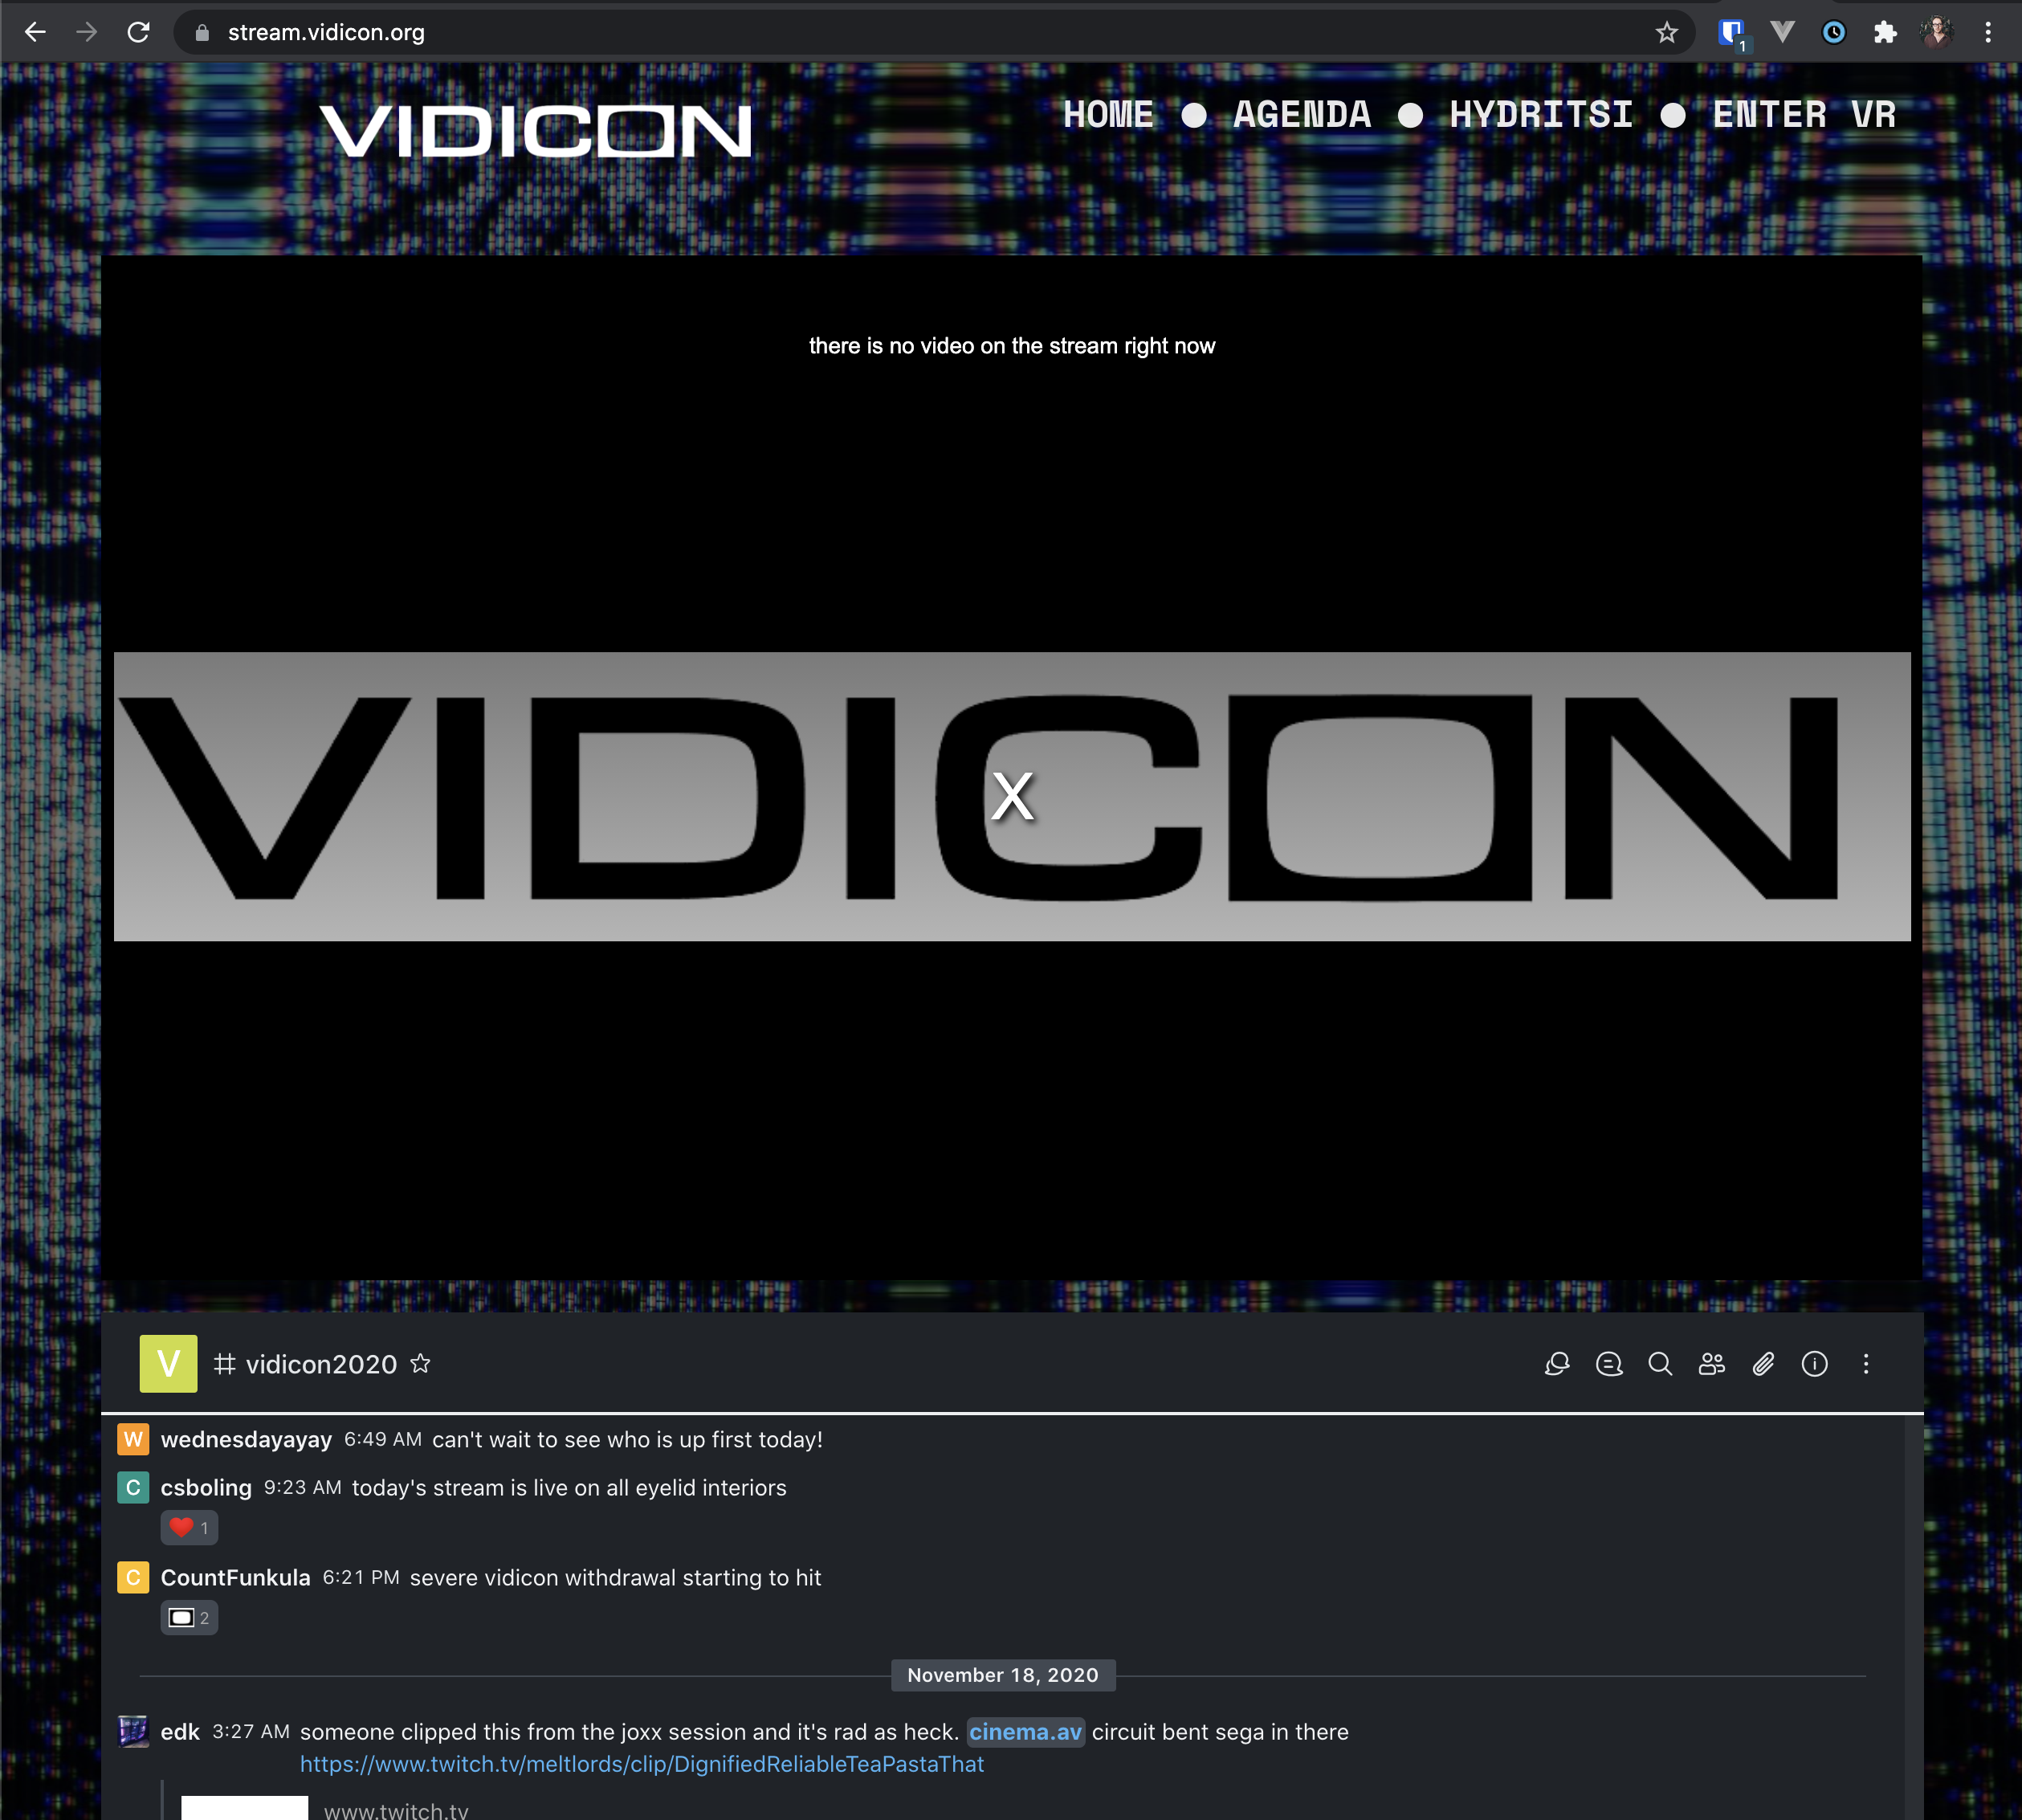 stream.vidicon.org
1
VIDICON
HOME ● AGENDA ● HYDRITSI ● ENTER VR
there is no video on the stream right now
VIDICON
X
V # vidicon2020
W wednesdayayay 6:49 AM can't wait to see who is up first today!
C csboling 9:23 AM today's stream is live on all eyelid interiors
1
C CountFunkula 6:21 PM severe vidicon withdrawal starting to hit
2
November 18, 2020
edk 3:27 AM someone clipped this from the joxx session and it's rad as heck. cinema.av circuit bent sega in there
https://www.twitch.tv/meltlords/clip/DignifiedReliableTeaPastaThat
www.twitch.tv